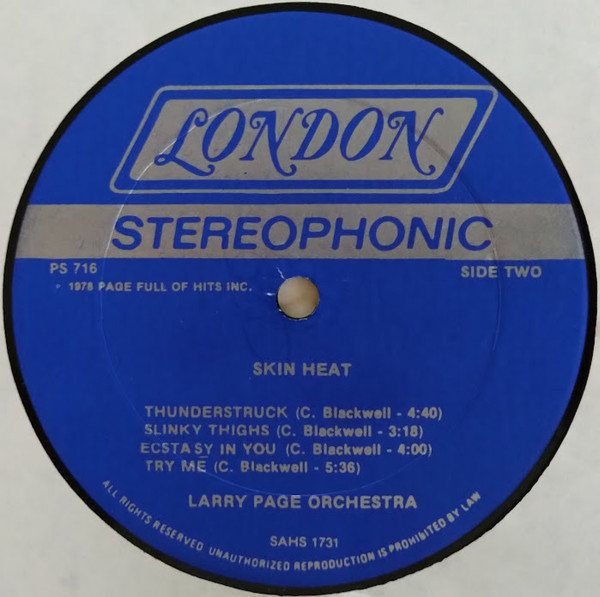 LONDON
STEREOPHONIC
PS 716
SIDE TWO
1978 PAGE FULL OF HITS INC.
SKIN HEAT
THUNDERSTRUCK (C. Blackwell - 4:40)
SLINKY THIGHS (C. Blackwell - 3:18)
ECSTASY IN YOU (C. Blackwell - 4:00)
TRY ME (C. Blackwell - 5:36)
LARRY PAGE ORCHESTRA
SAHS 1731
ALL RIGHTS RESERVED UNAUTHORIZED REPRODUCTION IS PROHIBITED BY LAW